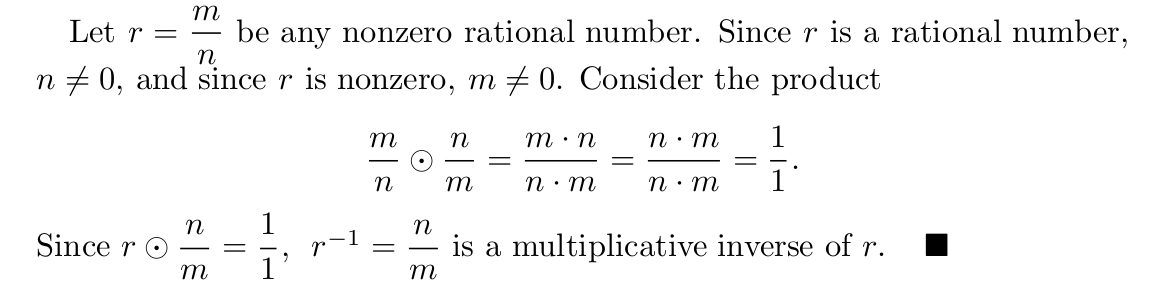 Let r = m/n be any nonzero rational number. Since r is a rational number,
n ≠ 0, and since r is nonzero, m ≠ 0. Consider the product
m/n ⊙ n/m = m · n/n · m = n · m/n · m = 1/1.
Since r ⊙ n/m = 1/1, r⁻¹ = n/m is a multiplicative inverse of r. ■